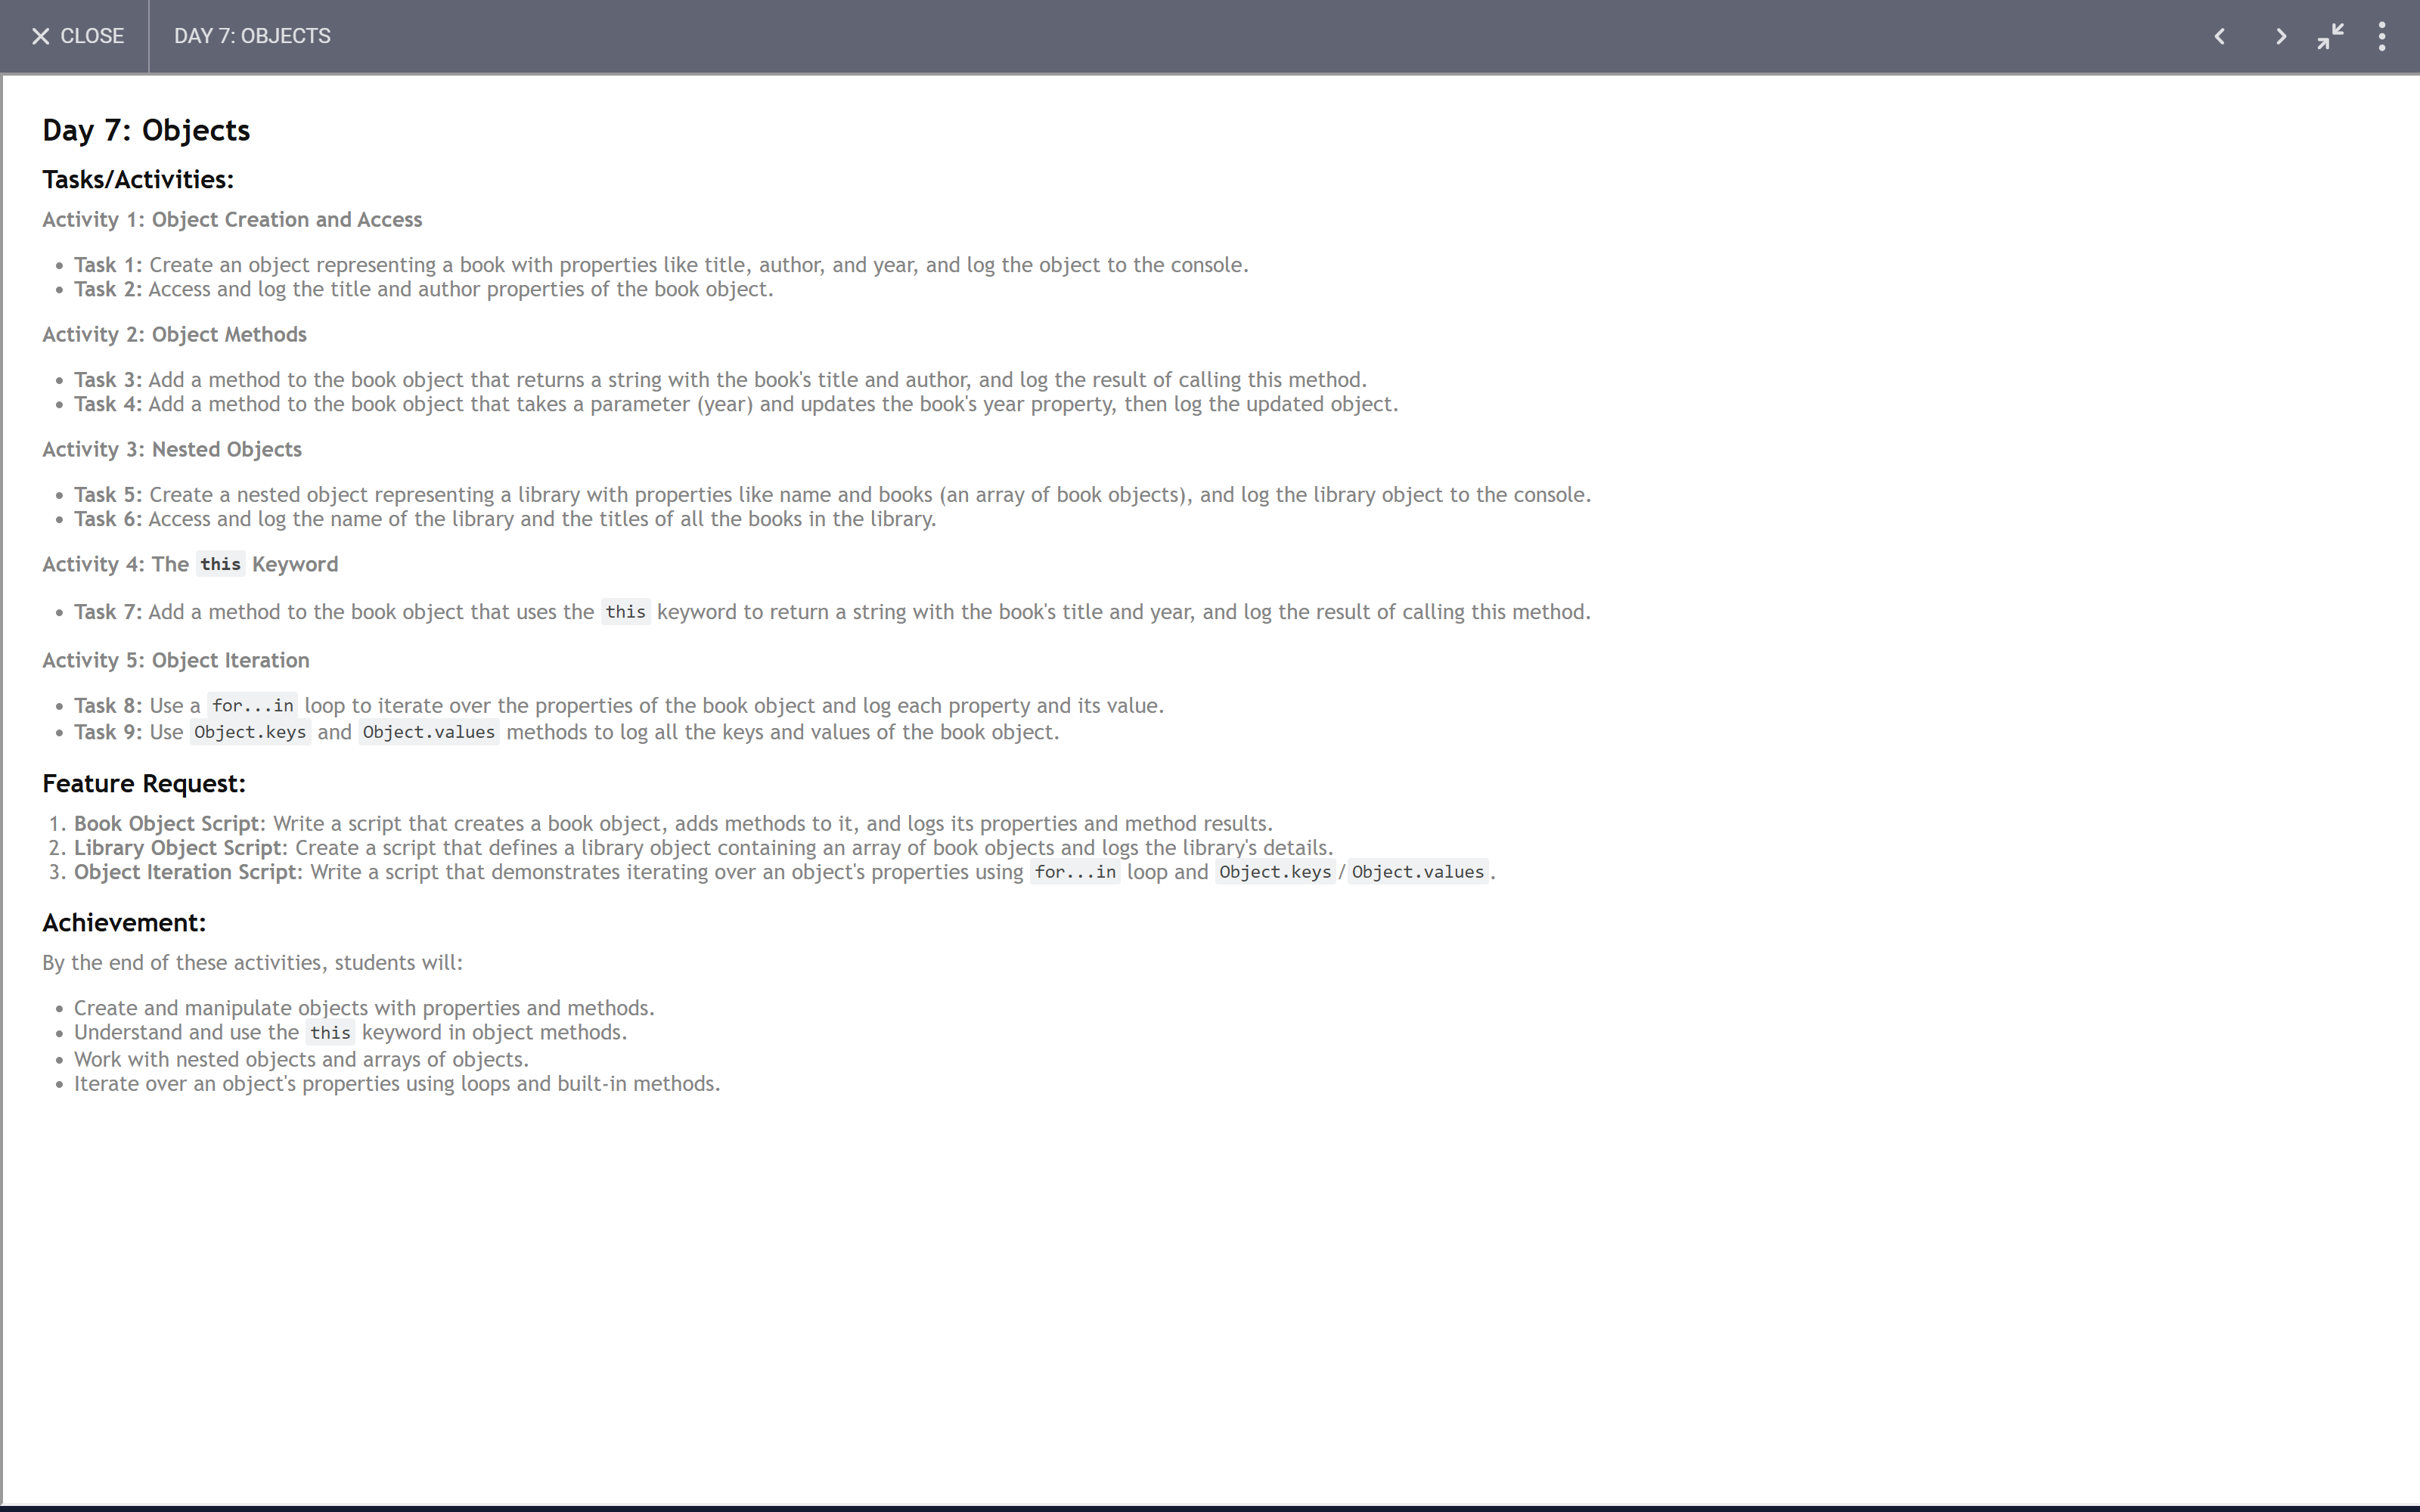 CLOSE
DAY 7: OBJECTS
Day 7: Objects
Tasks/Activities:
Activity 1: Object Creation and Access
Task 1: Create an object representing a book with properties like title, author, and year, and log the object to the console.
Task 2: Access and log the title and author properties of the book object.
Activity 2: Object Methods
Task 3: Add a method to the book object that returns a string with the book's title and author, and log the result of calling this method.
Task 4: Add a method to the book object that takes a parameter (year) and updates the book's year property, then log the updated object.
Activity 3: Nested Objects
Task 5: Create a nested object representing a library with properties like name and books (an array of book objects), and log the library object to the console.
Task 6: Access and log the name of the library and the titles of all the books in the library.
Activity 4: The this Keyword
Task 7: Add a method to the book object that uses the this keyword to return a string with the book's title and year, and log the result of calling this method.
Activity 5: Object Iteration
Task 8: Use a for...in loop to iterate over the properties of the book object and log each property and its value.
Task 9: Use Object.keys and Object.values methods to log all the keys and values of the book object.
Feature Request:
1. Book Object Script: Write a script that creates a book object, adds methods to it, and logs its properties and method results.
2. Library Object Script: Create a script that defines a library object containing an array of book objects and logs the library's details.
3. Object Iteration Script: Write a script that demonstrates iterating over an object's properties using for...in loop and Object.keys/Object.values.
Achievement:
By the end of these activities, students will:
Create and manipulate objects with properties and methods.
Understand and use the this keyword in object methods.
Work with nested objects and arrays of objects.
Iterate over an object's properties using loops and built-in methods.